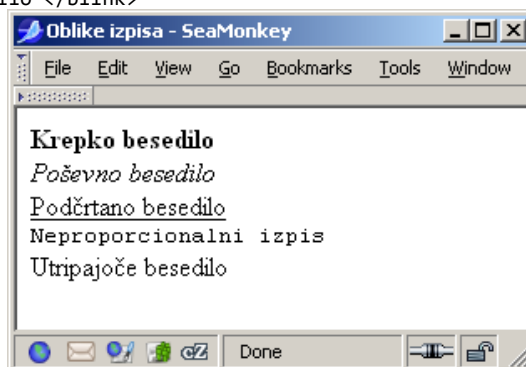 </blink>
Oblike izpisa - SeaMonkey
File Edit View Go Bookmarks Tools Window
Krepko besedilo
Poševno besedilo
Podčrtano besedilo
Neproporcionalni izpis
Utripajoče besedilo
Done